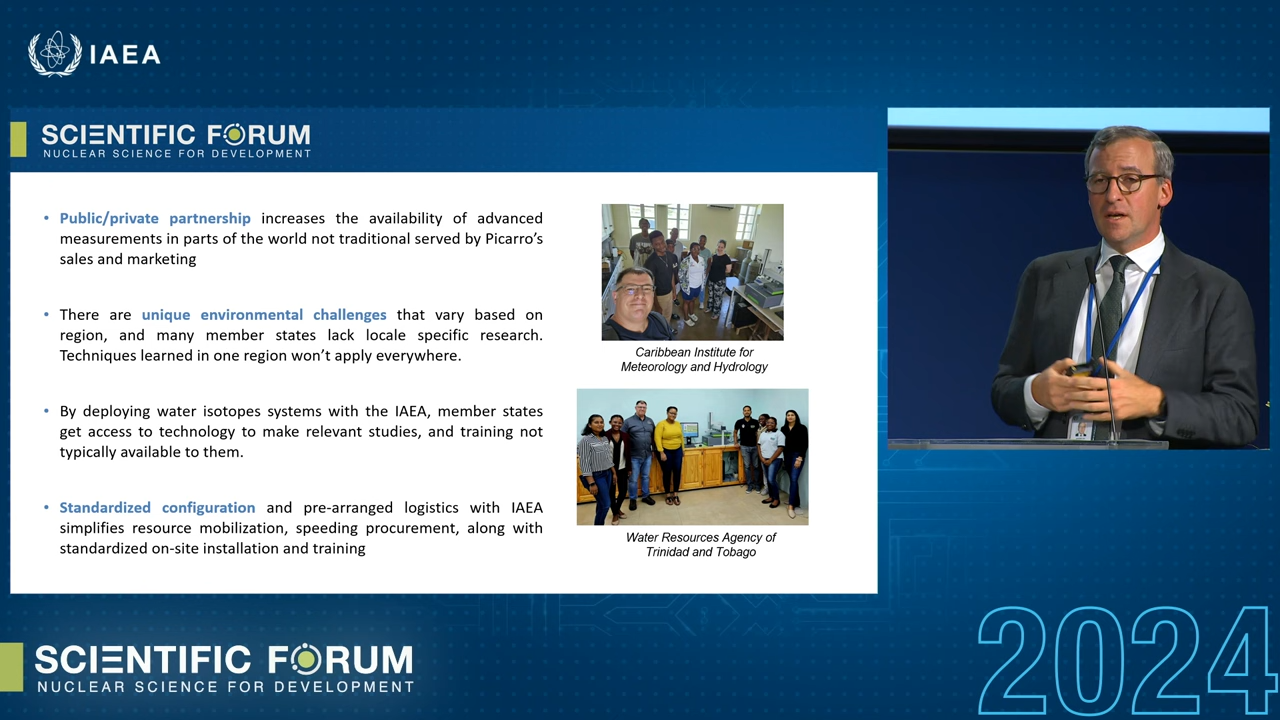 IAEA
SCIENTIFIC FORUM
NUCLEAR SCIENCE FOR DEVELOPMENT
• Public/private partnership increases the availability of advanced
measurements in parts of the world not traditional served by Picarro's
sales and marketing
• There are unique environmental challenges that vary based on
region, and many member states lack locale specific research.
Techniques learned in one region won't apply everywhere.
• By deploying water isotopes systems with the IAEA, member states
get access to technology to make relevant studies, and training not
typically available to them.
• Standardized configuration and pre-arranged logistics with IAEA
simplifies resource mobilization, speeding procurement, along with
standardized on-site installation and training
Caribbean Institute for
Meteorology and Hydrology
Water Resources Agency of
Trinidad and Tobago
SCIENTIFIC FORUM
NUCLEAR SCIENCE FOR DEVELOPMENT
2024